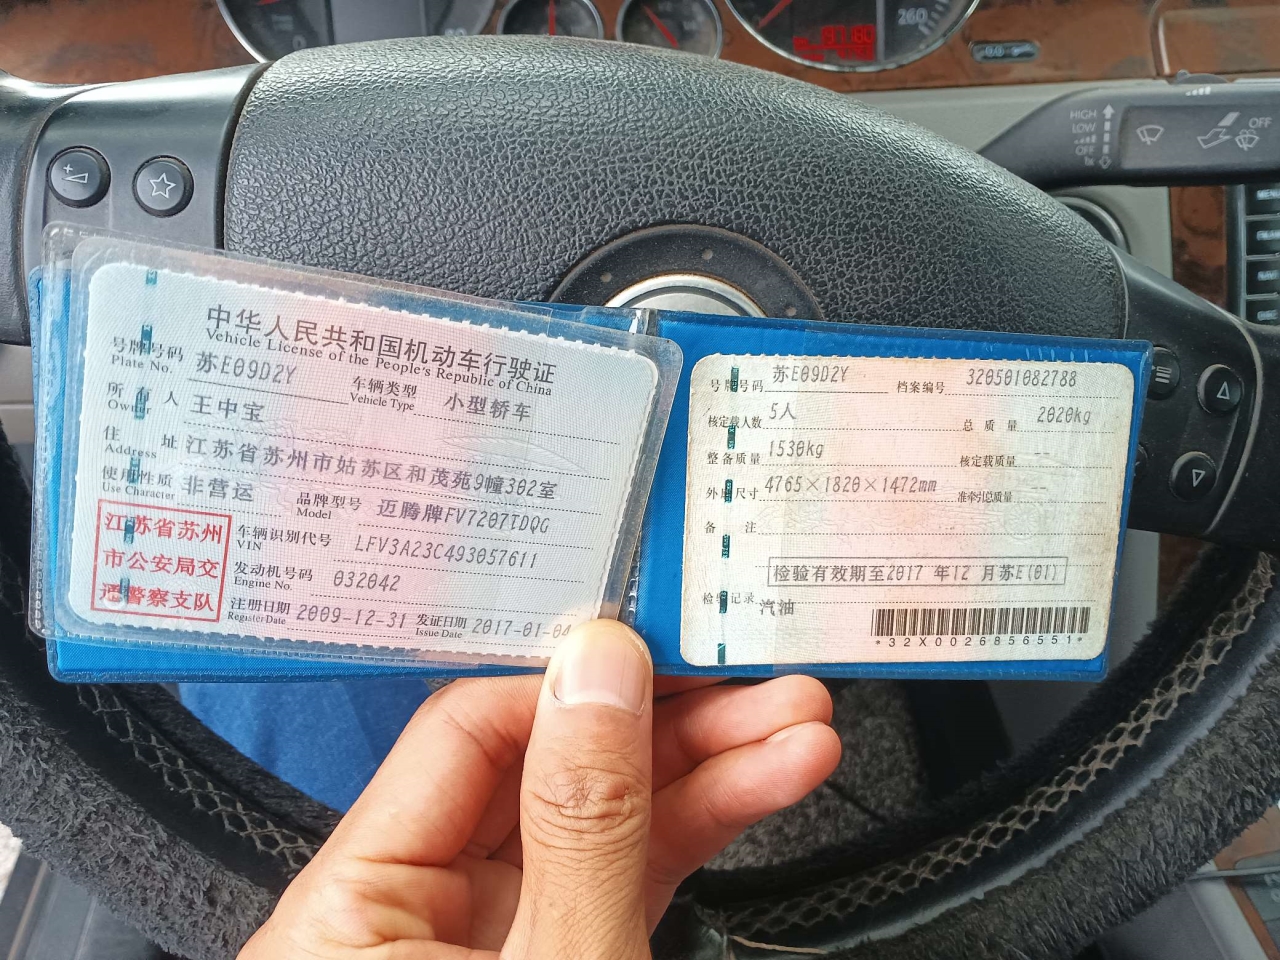 260
HIGH
LOW
OFF
1x
OFF
中华人民共和国机动车行驶证
Vehicle License of the People's Republic of China
号牌号码 苏E09D2Y 车辆类型 小型轿车
Plate No. Vehicle Type
所有人 王中宝
Owner
住址 江苏省苏州市姑苏区和茂苑9幢302室
Address
使用性质 非营运 品牌型号 迈腾牌FV7207TDQG
Use Character Model
江苏省苏州
市公安局交
通警察支队
车辆识别代号 LFV3A23C493057611
VIN
发动机号码 032042
Engine No.
注册日期 2009-12-31 发证日期 2017-01-04
Register Date Issue Date
号牌号码 苏E09D2Y 档案编号 320501082788
核定载人数 5人 总质量 2020kg
整备质量 1530kg 核定载质量 --
外廓尺寸 4765×1820×1472mm 准牵引总质量 --
备注
检验有效期至2017 年12 月苏E(01)
检验记录 汽油
*32X0026856551*